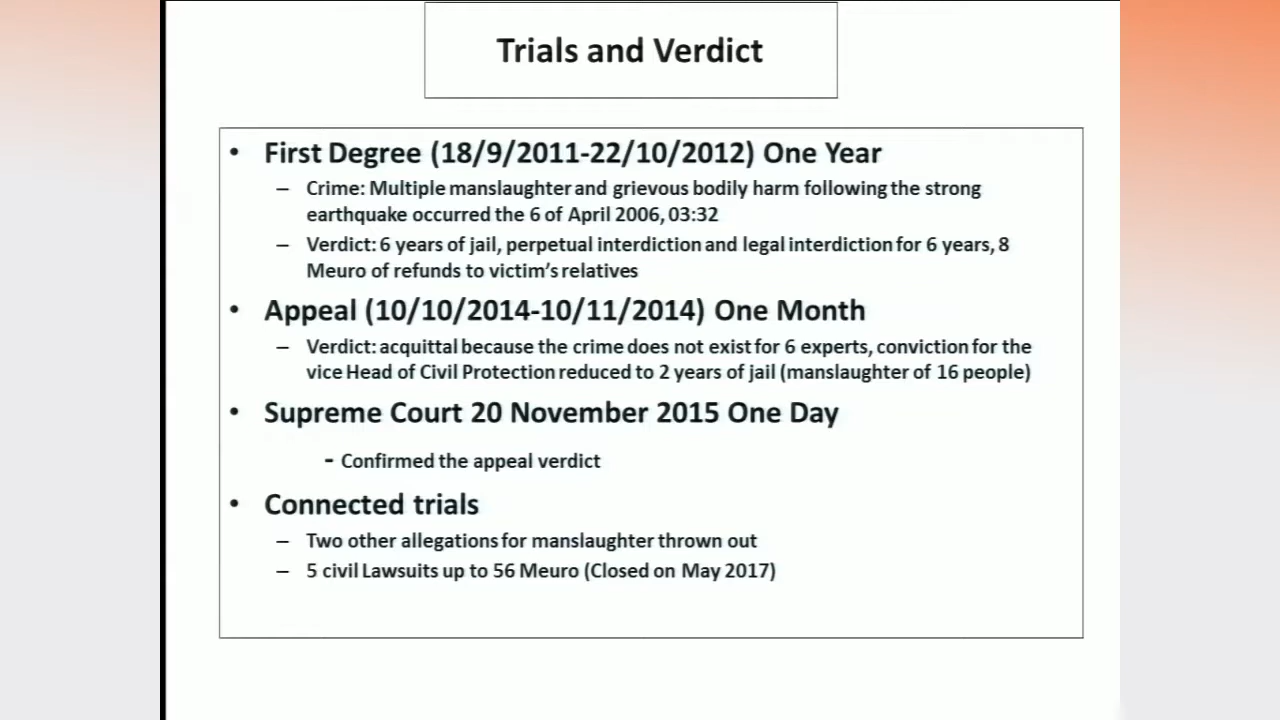 Trials and Verdict
• First Degree (18/9/2011-22/10/2012) One Year
– Crime: Multiple manslaughter and grievous bodily harm following the strong
earthquake occurred the 6 of April 2006, 03:32
– Verdict: 6 years of jail, perpetual interdiction and legal interdiction for 6 years, 8
Meuro of refunds to victim's relatives
• Appeal (10/10/2014-10/11/2014) One Month
– Verdict: acquittal because the crime does not exist for 6 experts, conviction for the
vice Head of Civil Protection reduced to 2 years of jail (manslaughter of 16 people)
• Supreme Court 20 November 2015 One Day
- Confirmed the appeal verdict
• Connected trials
– Two other allegations for manslaughter thrown out
– 5 civil Lawsuits up to 56 Meuro (Closed on May 2017)